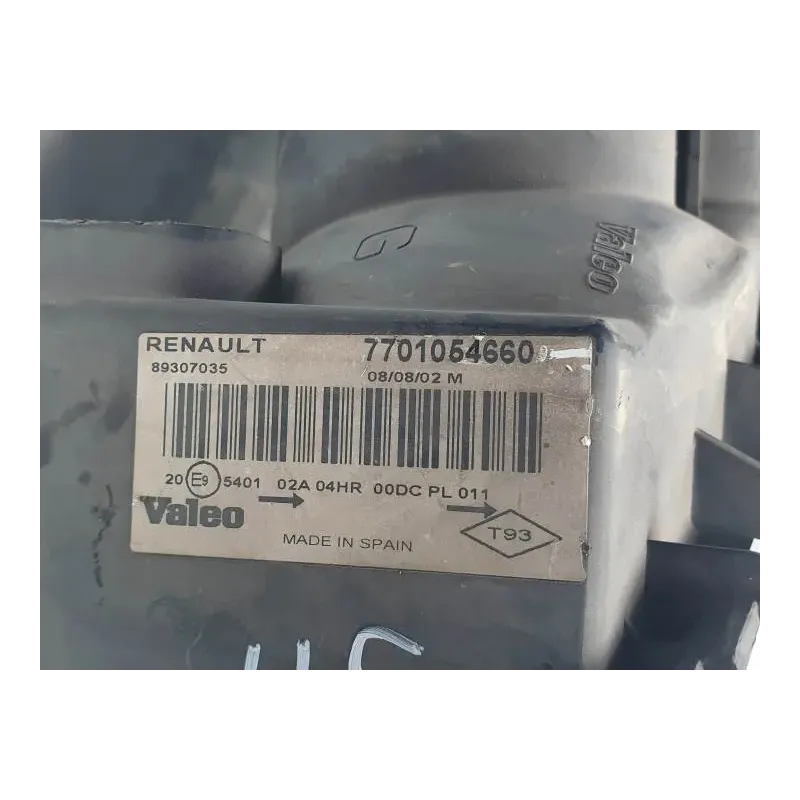 G
Valeo
RENAULT 7701054660
89307035 08/08/02 M
20 E9 5401 02A 04HR 00DC PL 011
Valeo MADE IN SPAIN T93